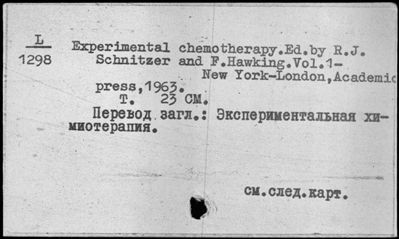 L
1298
Experimental chemotherapy.Ed.by R.J.
Schnitzer and F.Hawking.Vol.1-
New York-London,Academic
press,1963.
Т. 23 СМ.
Перевод загл.: Экспериментальная хи-
миотерапия.
см.след.карт.